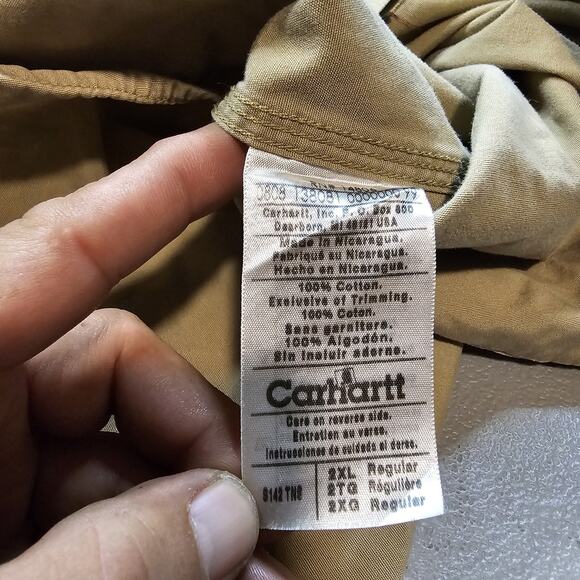 Carhartt, Inc. P. O. Box 600
Dearborn, MI 48121 USA
Made in Nicaragua.
Fabriqué au Nicaragua.
Hecho en Nicaragua.
100% Cotton.
Exclusive of Trimming.
100% Coton.
Sans garniture.
100% Algodón.
Sin incluir adorno.
Carhartt
Care on reverse side.
Entretien au verso.
Instrucciones de cuidado al dorso.
S142 TNS
2XL Regular
2TG Régulière
2XG Regular